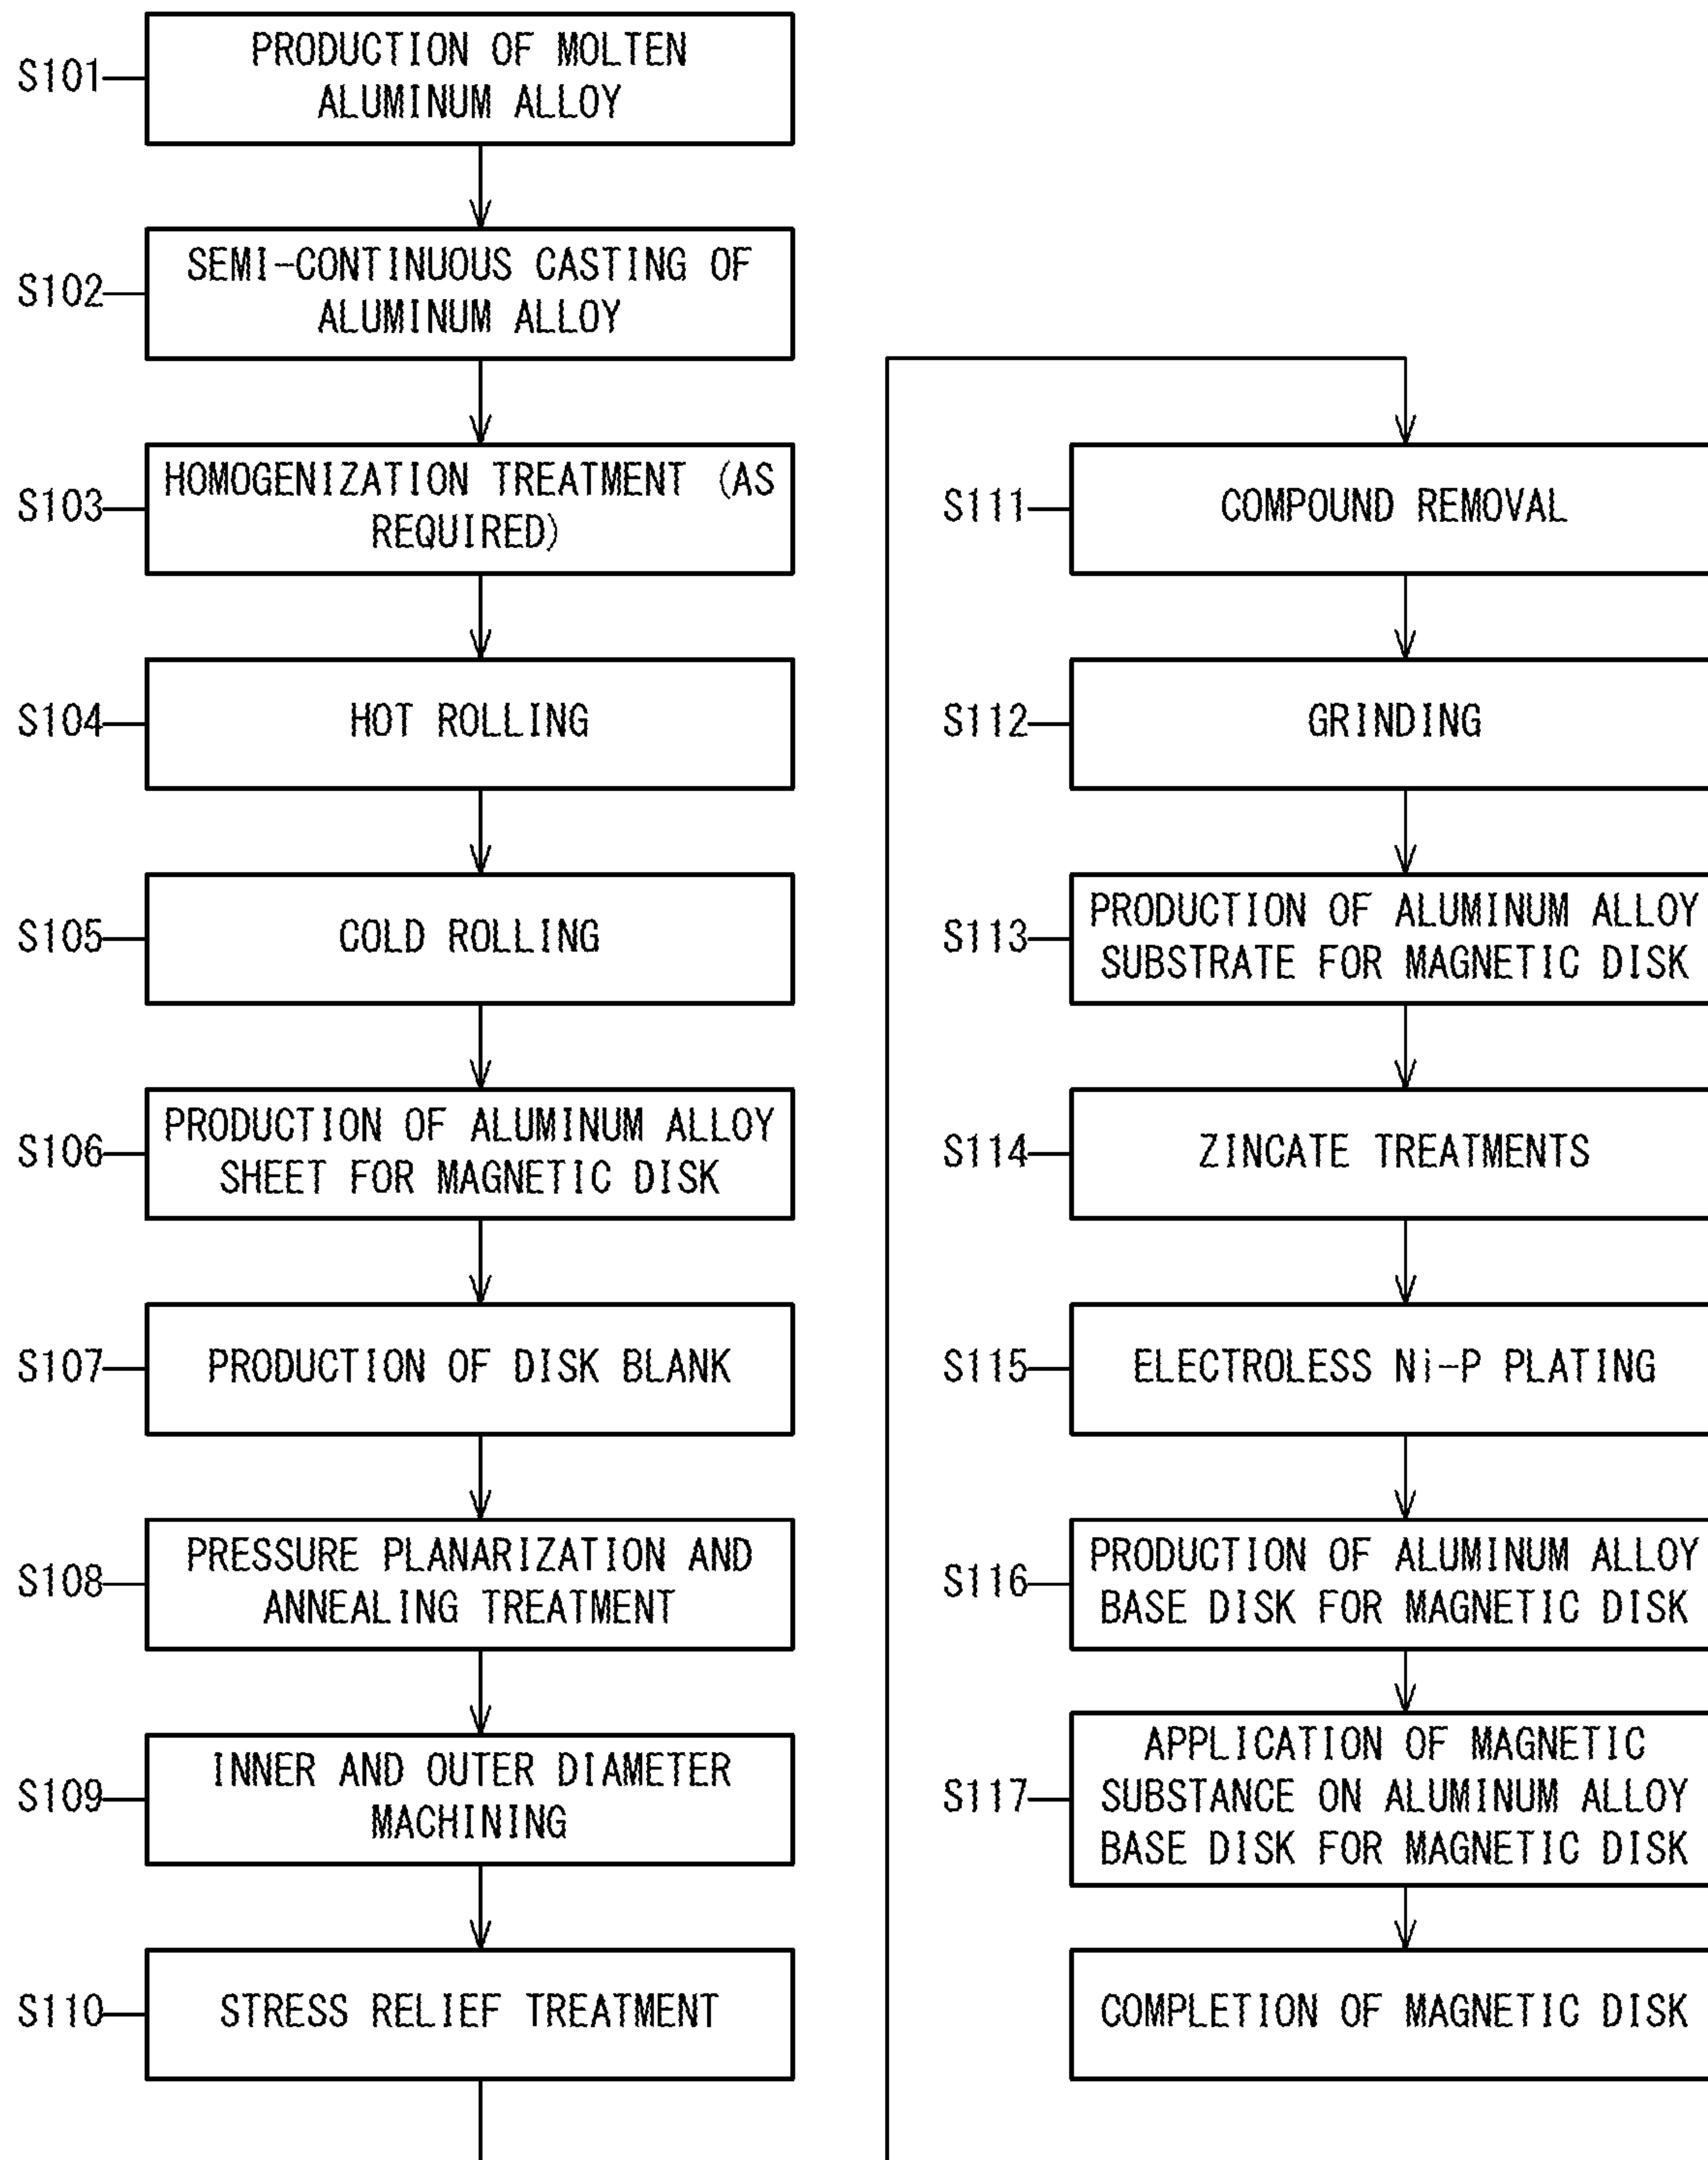 S101
PRODUCTION OF MOLTEN
ALUMINUM ALLOY
S102
SEMI-CONTINUOUS CASTING OF
ALUMINUM ALLOY
S103
HOMOGENIZATION TREATMENT (AS
REQUIRED)
S104
HOT ROLLING
S105
COLD ROLLING
S106
PRODUCTION OF ALUMINUM ALLOY
SHEET FOR MAGNETIC DISK
S107
PRODUCTION OF DISK BLANK
S108
PRESSURE PLANARIZATION AND
ANNEALING TREATMENT
S109
INNER AND OUTER DIAMETER
MACHINING
S110
STRESS RELIEF TREATMENT
S111
COMPOUND REMOVAL
S112
GRINDING
S113
PRODUCTION OF ALUMINUM ALLOY
SUBSTRATE FOR MAGNETIC DISK
S114
ZINCATE TREATMENTS
S115
ELECTROLESS Ni-P PLATING
S116
PRODUCTION OF ALUMINUM ALLOY
BASE DISK FOR MAGNETIC DISK
S117
APPLICATION OF MAGNETIC
SUBSTANCE ON ALUMINUM ALLOY
BASE DISK FOR MAGNETIC DISK
COMPLETION OF MAGNETIC DISK